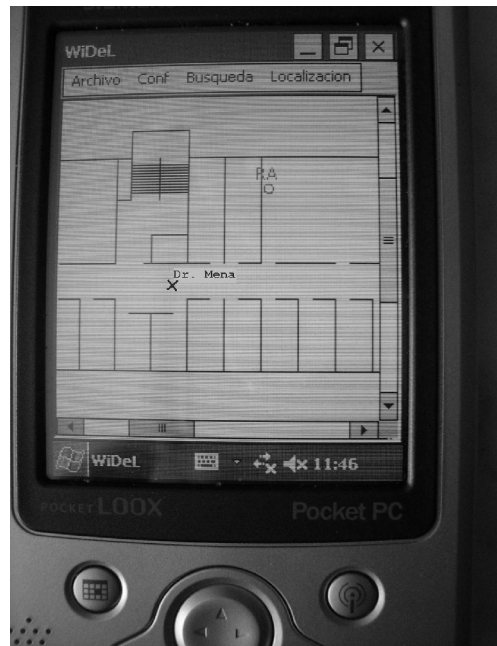 WiDeL
Archivo Conf Busqueda Localizacion
RA
O
Dr. Mena
WiDeL 11:46
POCKET LOOX Pocket PC